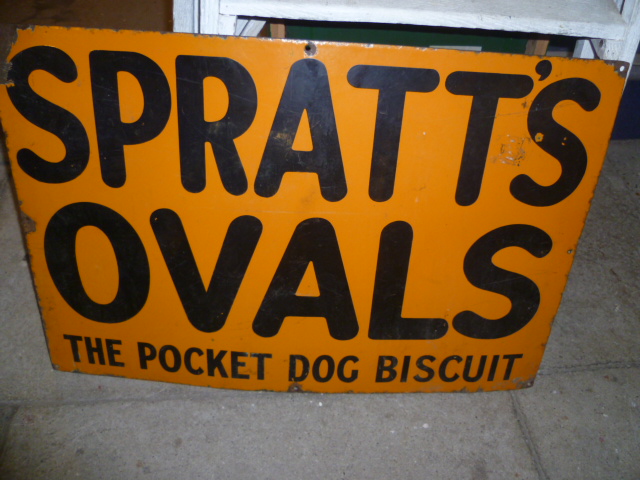 SPRATT'S
OVALS
THE POCKET DOG BISCUIT